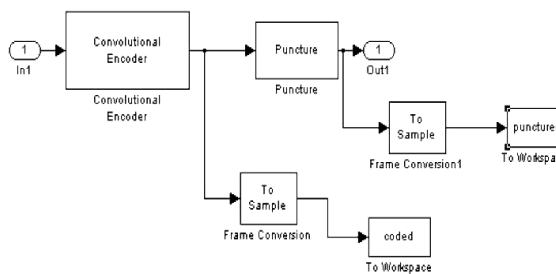 1
In1
Convolutional
Encoder
Convolutional
Encoder
Puncture
Puncture
1
Out1
To
Sample
Frame Conversion1
puncture
To Workspa
To
Sample
Frame Conversion
coded
To Workspace